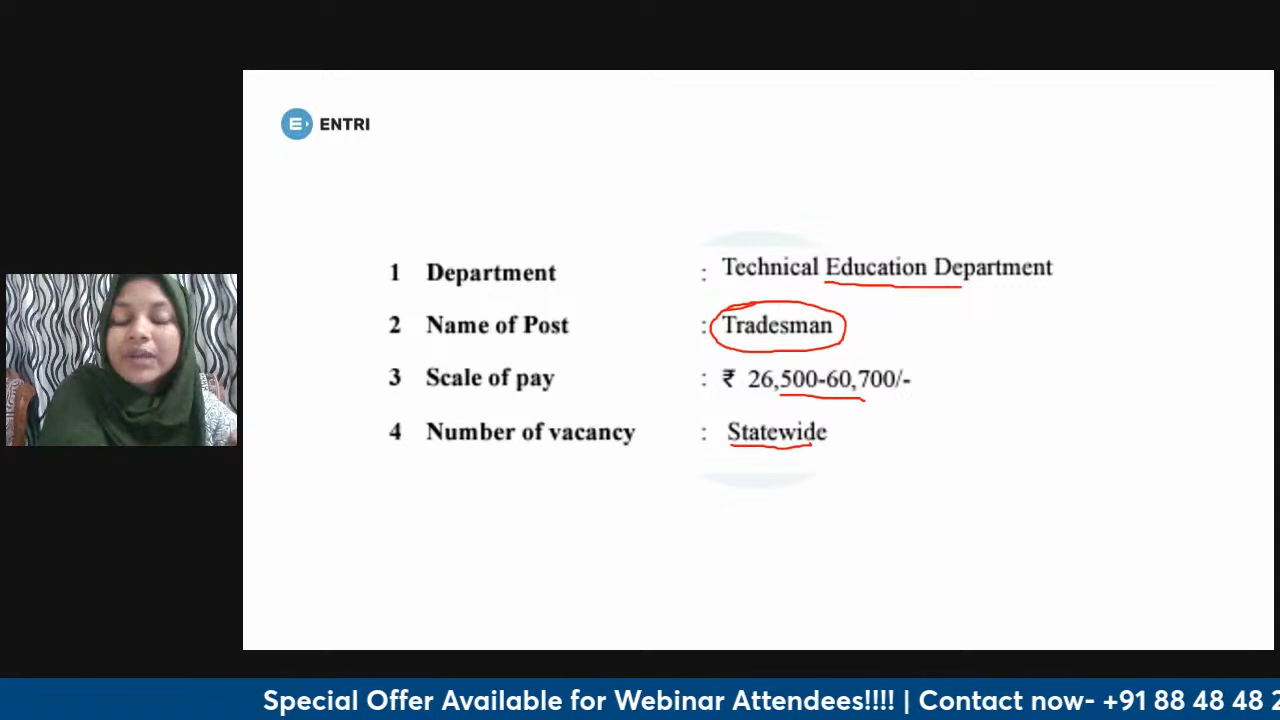 ENTRI
1 Department : Technical Education Department
2 Name of Post : Tradesman
3 Scale of pay : ₹ 26,500-60,700/-
4 Number of vacancy : Statewide
Special Offer Available for Webinar Attendees!!!! | Contact now- +91 88 48 48 2